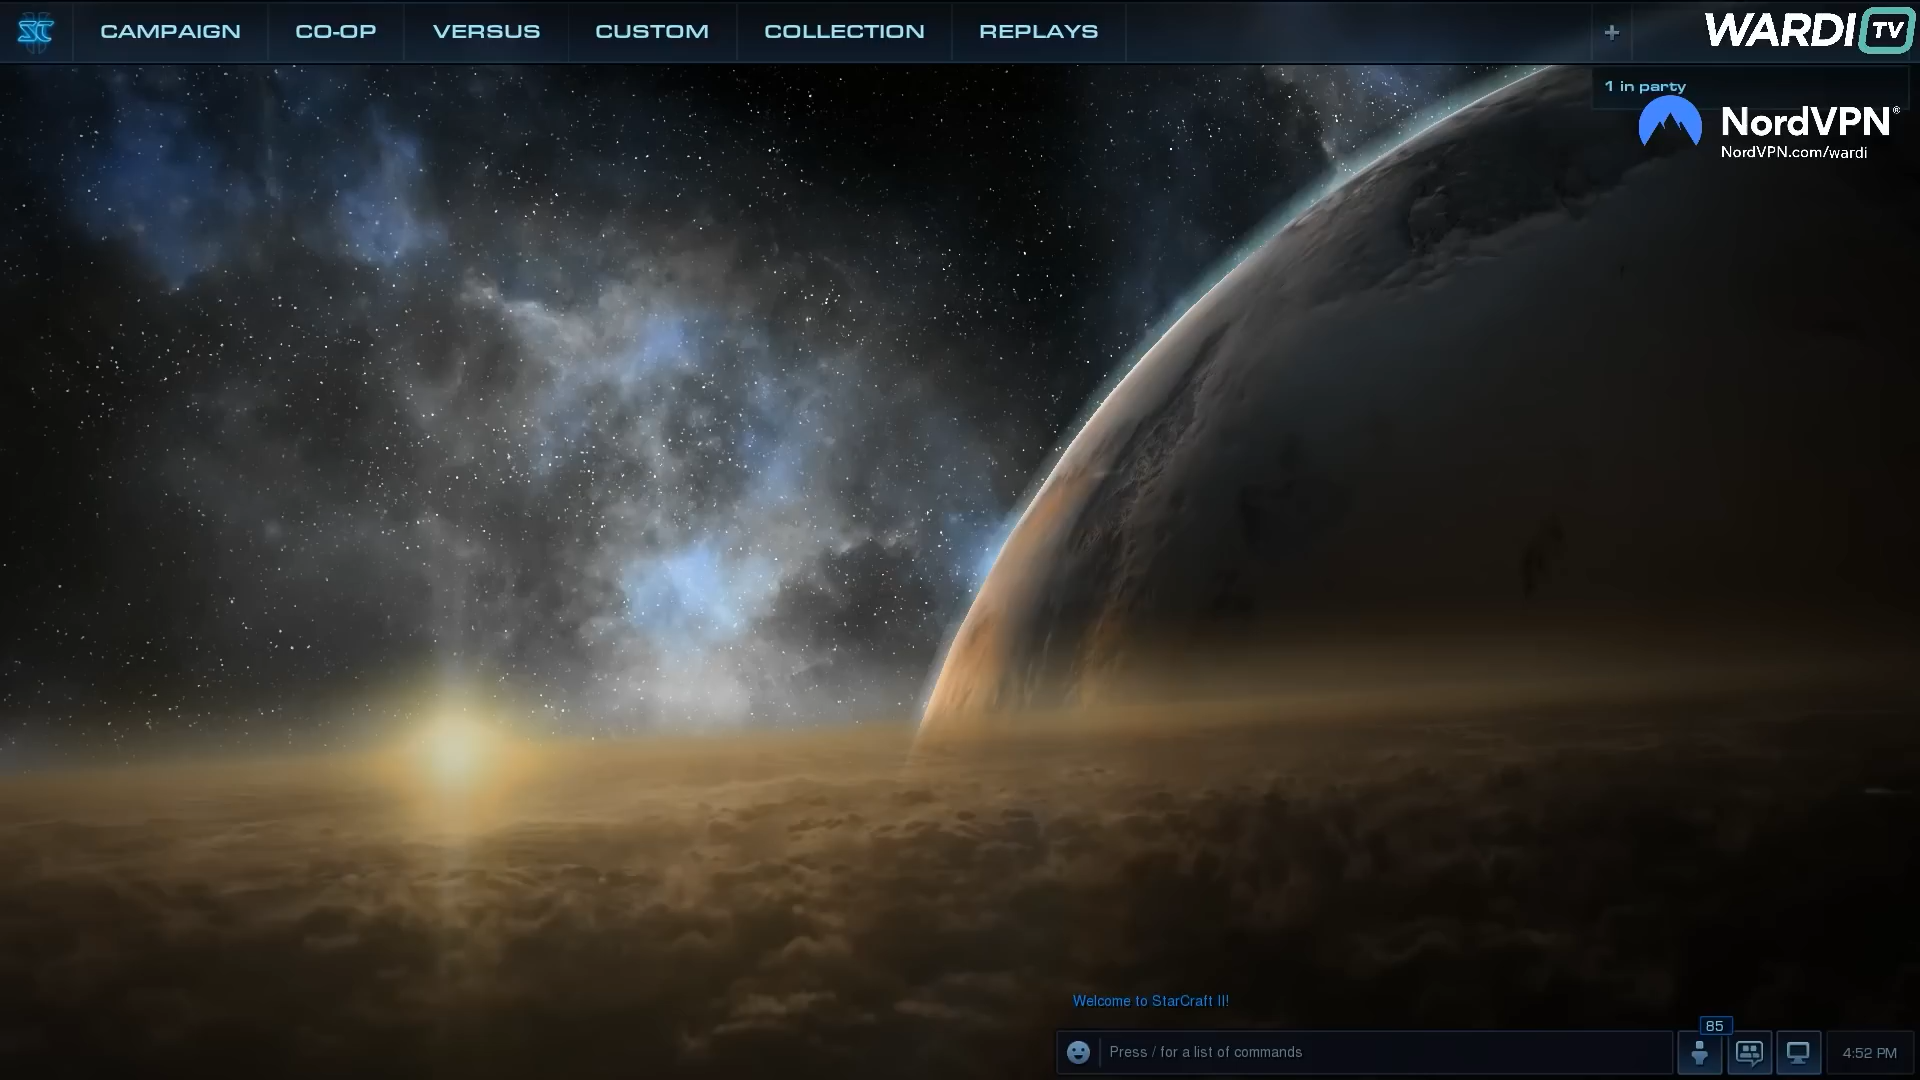 CAMPAIGN
CO-OP
VERSUS
CUSTOM
COLLECTION
REPLAYS
+
WARDI TV
1 in party
NordVPN®
NordVPN.com/wardi
Welcome to StarCraft II!
Press / for a list of commands
85
4:52 PM